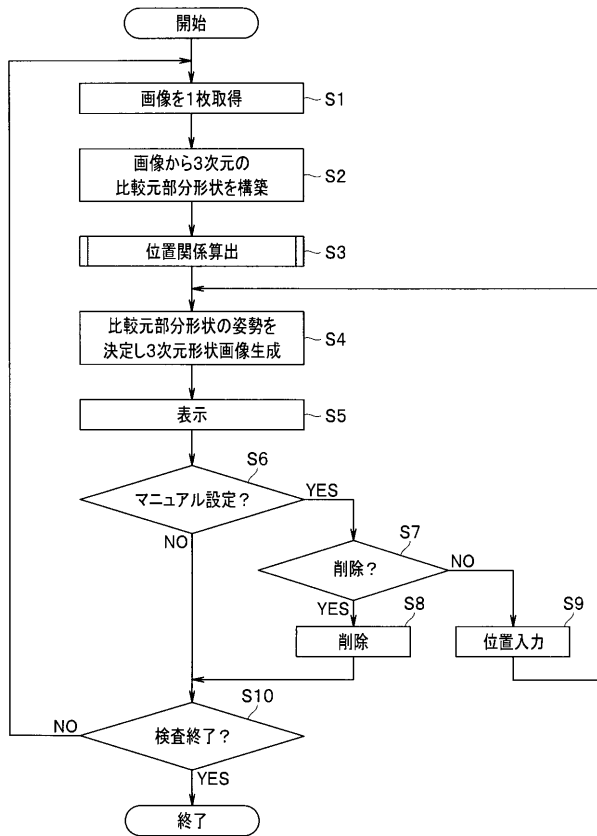 開始
画像を1枚取得
S1
画像から3次元の
比較元部分形状を構築
S2
位置関係算出
S3
比較元部分形状の姿勢を
決定し3次元形状画像生成
S4
表示
S5
S6
マニュアル設定?
YES
NO
S7
削除?
NO
YES
S8
削除
S9
位置入力
S10
NO
検査終了?
YES
終了